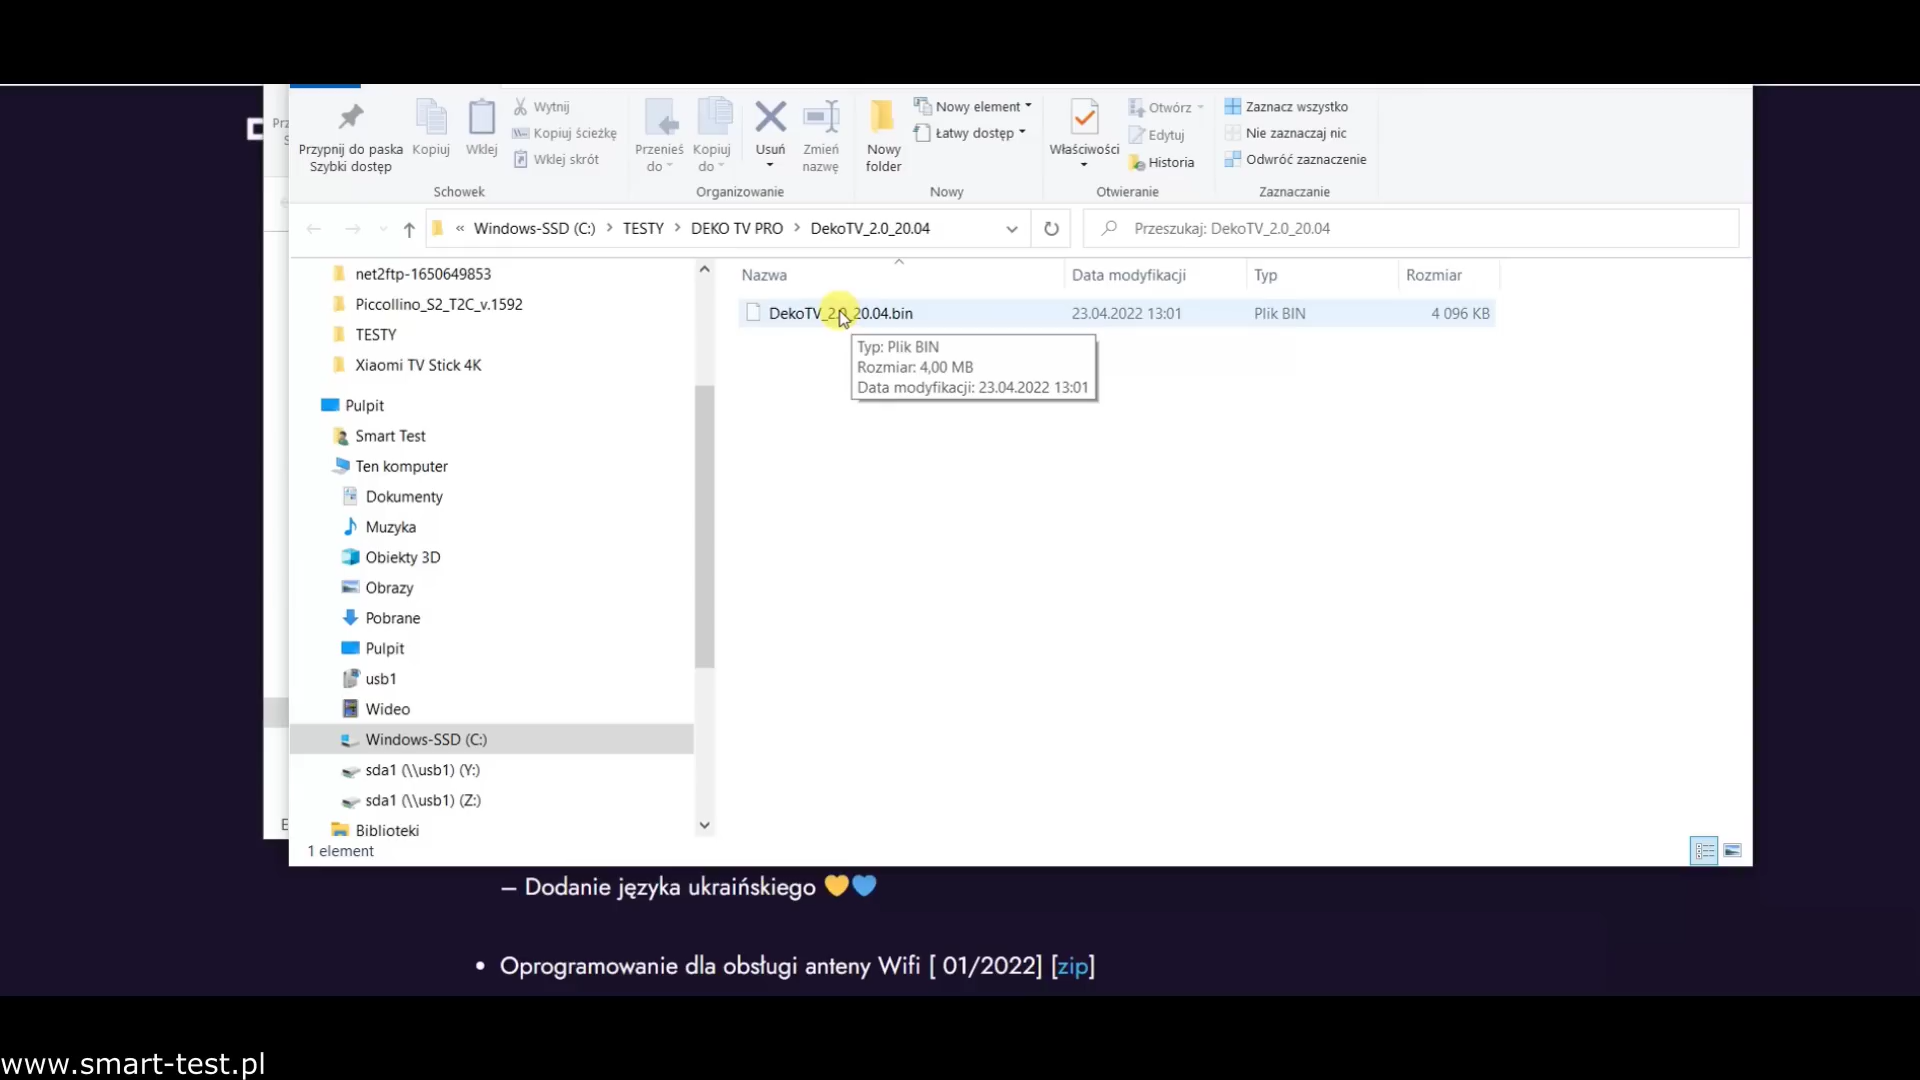 Prz
S
Przypnij do paska
Szybki dostęp
Kopiuj
Wklej
Wytnij
Kopiuj ścieżkę
Wklej skrót
Schowek
Przenieś
do
Kopiuj
do
Usuń
Zmień
nazwę
Organizowanie
Nowy
folder
Nowy element
Łatwy dostęp
Nowy
Właściwości
Otwórz
Edytuj
Historia
Otwieranie
Zaznacz wszystko
Nie zaznaczaj nic
Odwróć zaznaczenie
Zaznaczanie
« Windows-SSD (C:) > TESTY > DEKO TV PRO > DekoTV_2.0_20.04
Przeszukaj: DekoTV_2.0_20.04
net2ftp-1650649853
Piccollino_S2_T2C_v.1592
TESTY
Xiaomi TV Stick 4K
Pulpit
Smart Test
Ten komputer
Dokumenty
Muzyka
Obiekty 3D
Obrazy
Pobrane
Pulpit
usb1
Wideo
Windows-SSD (C:)
sda1 (\\usb1) (Y:)
sda1 (\\usb1) (Z:)
Biblioteki
Nazwa Data modyfikacji Typ Rozmiar
DekoTV_2.0_20.04.bin 23.04.2022 13:01 Plik BIN 4 096 KB
Typ: Plik BIN
Rozmiar: 4,00 MB
Data modyfikacji: 23.04.2022 13:01
E
1 element
– Dodanie języka ukraińskiego 💛💙
• Oprogramowanie dla obsługi anteny Wifi [ 01/2022] [zip]
www.smart-test.pl